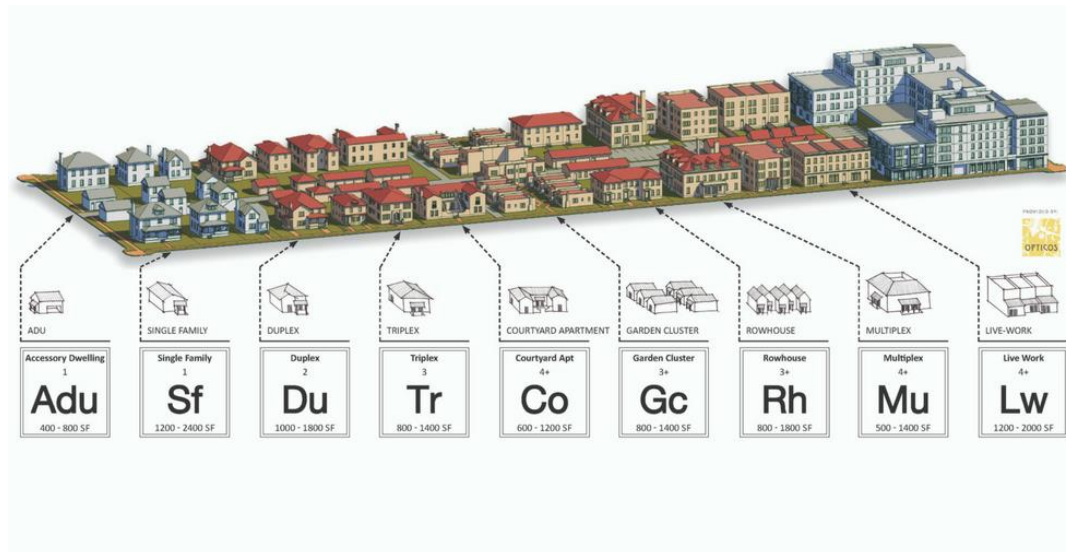 PROVIDED BY:
OPTICOS
ADU
SINGLE FAMILY
DUPLEX
TRIPLEX
COURTYARD APARTMENT
GARDEN CLUSTER
ROWHOUSE
MULTIPLEX
LIVE-WORK
Accessory Dwelling
1
Adu
400 - 800 SF
Single Family
1
Sf
1200 - 2400 SF
Duplex
2
Du
1000 - 1800 SF
Triplex
3
Tr
800 - 1400 SF
Courtyard Apt
4+
Co
600 - 1200 SF
Garden Cluster
3+
Gc
800 - 1400 SF
Rowhouse
3+
Rh
800 - 1800 SF
Multiplex
4+
Mu
500 - 1400 SF
Live Work
4+
Lw
1200 - 2000 SF